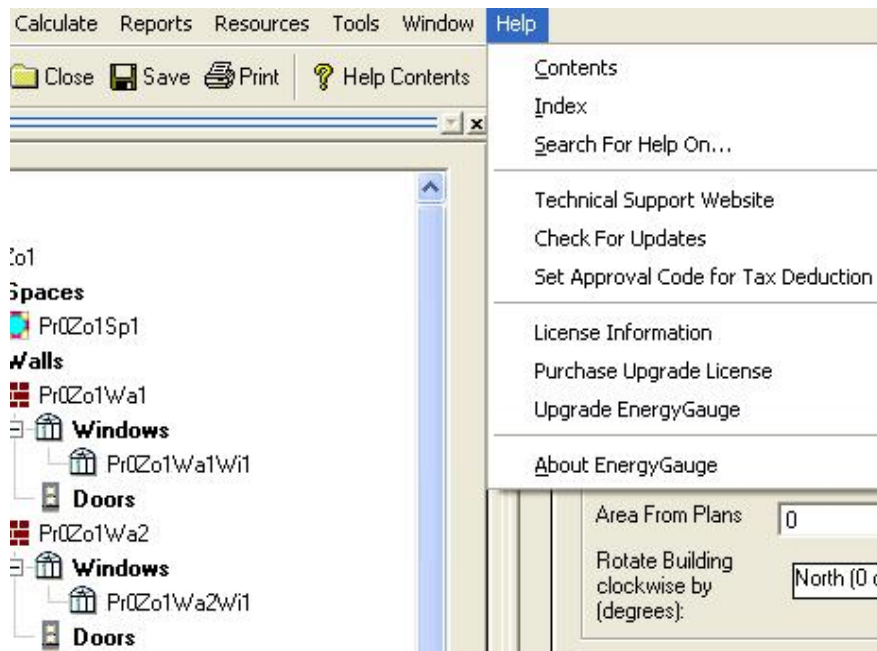 Calculate Reports Resources Tools Window Help
Close Save Print Help Contents
Contents
Index
Search For Help On...
Technical Support Website
Check For Updates
Set Approval Code for Tax Deduction
License Information
Purchase Upgrade License
Upgrade EnergyGauge
About EnergyGauge
Zo1
Spaces
Pr0Zo1Sp1
Walls
Pr0Zo1Wa1
Windows
Pr0Zo1Wa1Wi1
Doors
Pr0Zo1Wa2
Windows
Pr0Zo1Wa2Wi1
Doors
Area From Plans 0
Rotate Building
clockwise by
(degrees):
North (0